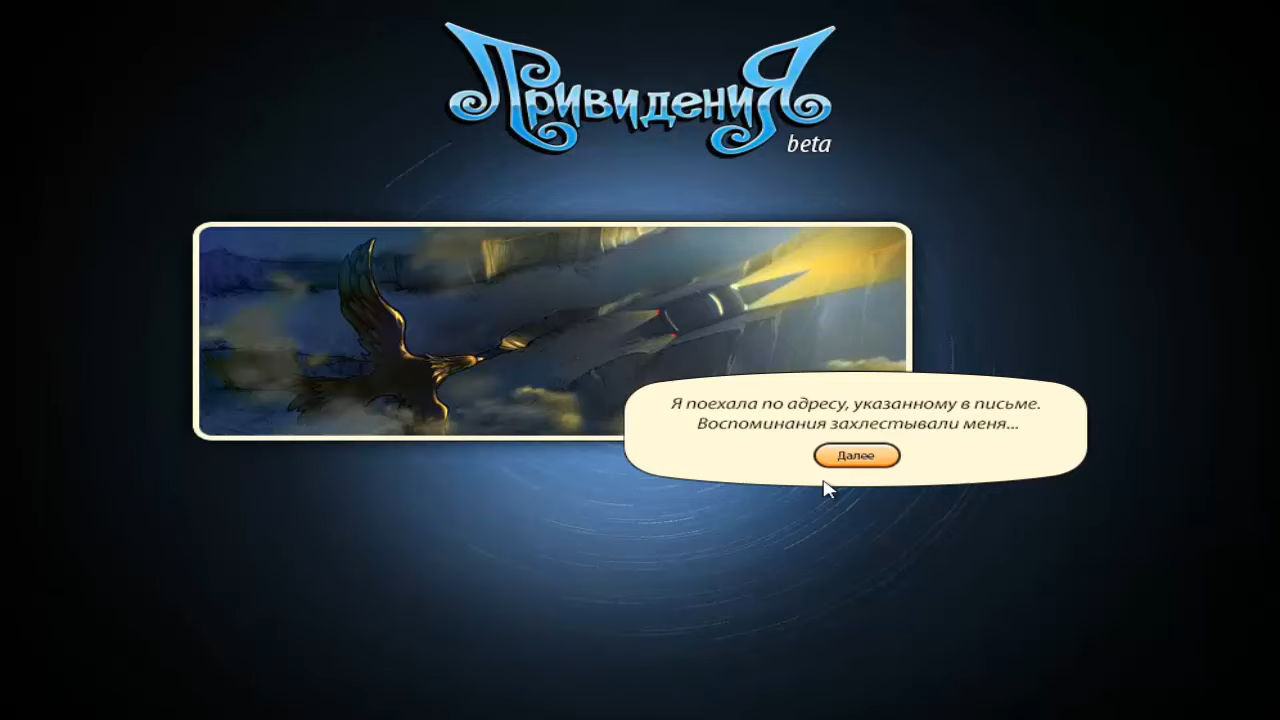 ПривидениЯ
beta
Я поехала по адресу, указанному в письме.
Воспоминания захлестывали меня...
Далее